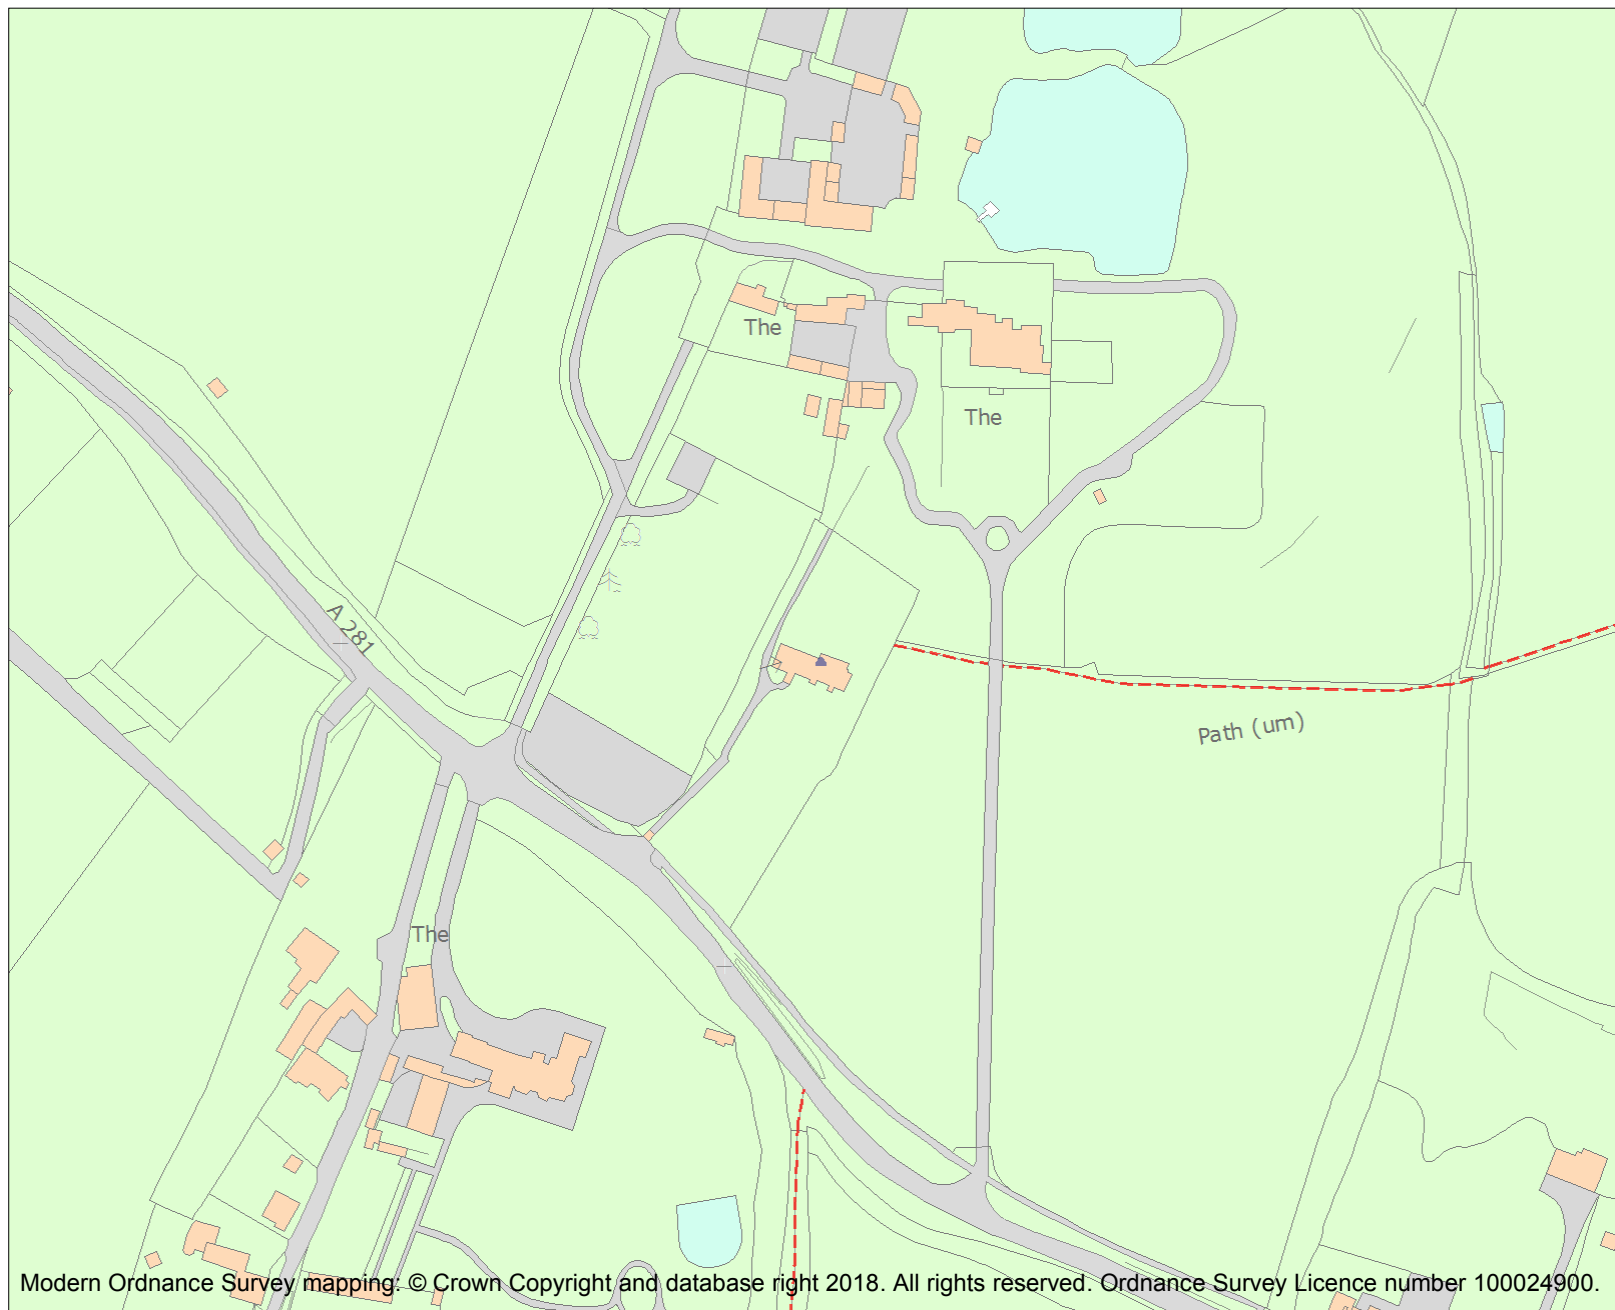 The
The
A 281
Path (um)
The
Modern Ordnance Survey mapping: © Crown Copyright and database right 2018. All rights reserved. Ordnance Survey Licence number 100024900.